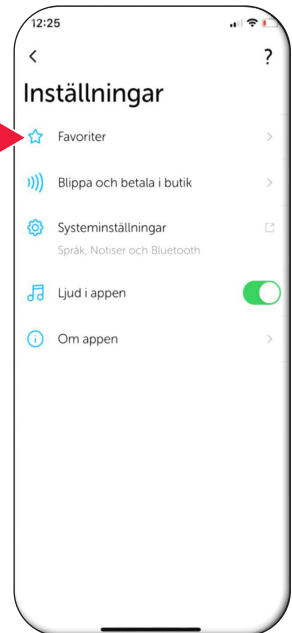 12:25
?
Inställningar
Favoriter
Blippa och betala i butik
Systeminställningar
Språk, Notiser och Bluetooth
Ljud i appen
Om appen